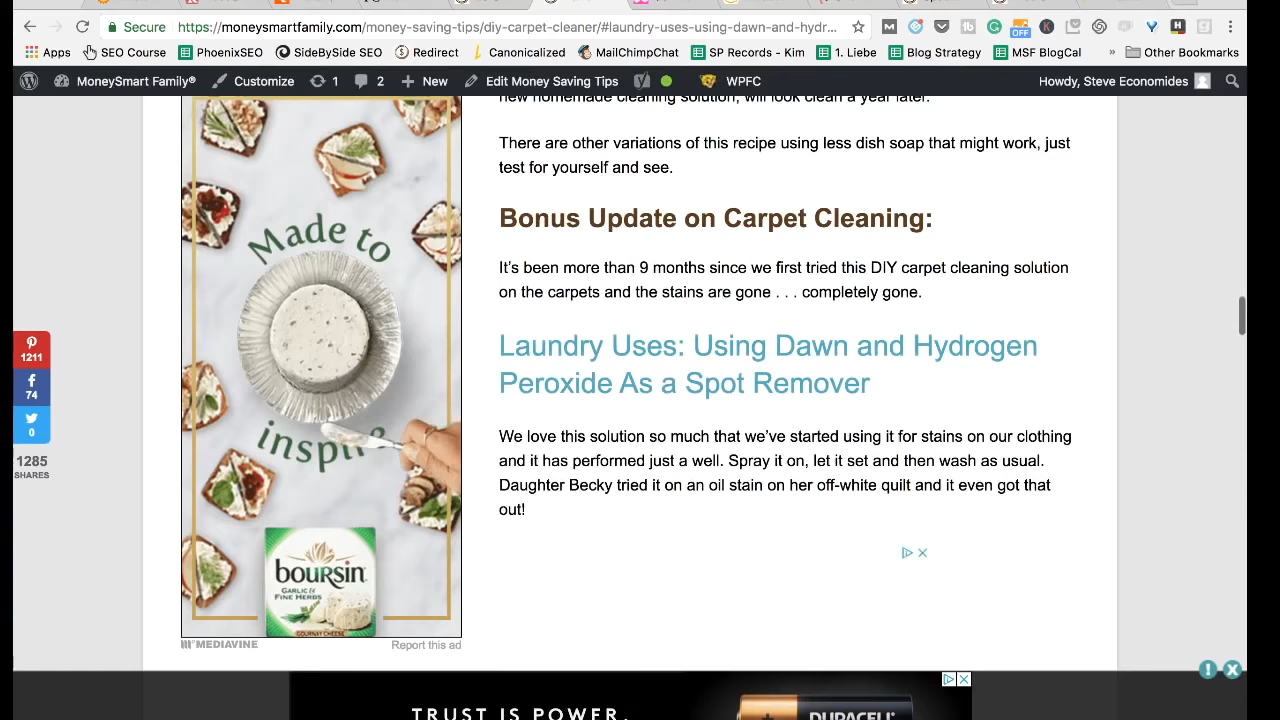 Secure
https://moneysmartfamily.com/money-saving-tips/diy-carpet-cleaner/#laundry-uses-using-dawn-and-hydr...
OFF
Apps SEO Course PhoenixSEO SidebySide SEO Redirect Canonicalized MailChimpChat SP Records - Kim 1. Liebe Blog Strategy MSF BlogCal » Other Bookmarks
MoneySmart Family® Customize 1 2 New Edit Money Saving Tips WPFC Howdy, Steve Economides
new homemade cleaning solution, will look clean a year later.
There are other variations of this recipe using less dish soap that might work, just
test for yourself and see.
Bonus Update on Carpet Cleaning:
It's been more than 9 months since we first tried this DIY carpet cleaning solution
on the carpets and the stains are gone . . . completely gone.
Laundry Uses: Using Dawn and Hydrogen
Peroxide As a Spot Remover
We love this solution so much that we've started using it for stains on our clothing
and it has performed just a well. Spray it on, let it set and then wash as usual.
Daughter Becky tried it on an oil stain on her off-white quilt and it even got that
out!
Made to
inspire
boursin
GARLIC &
FINE HERBS
GOURNAY CHEESE
MEDIAVINE
Report this ad
1211
74
0
1285
SHARES
TRUST IS POWER.
DURACELL